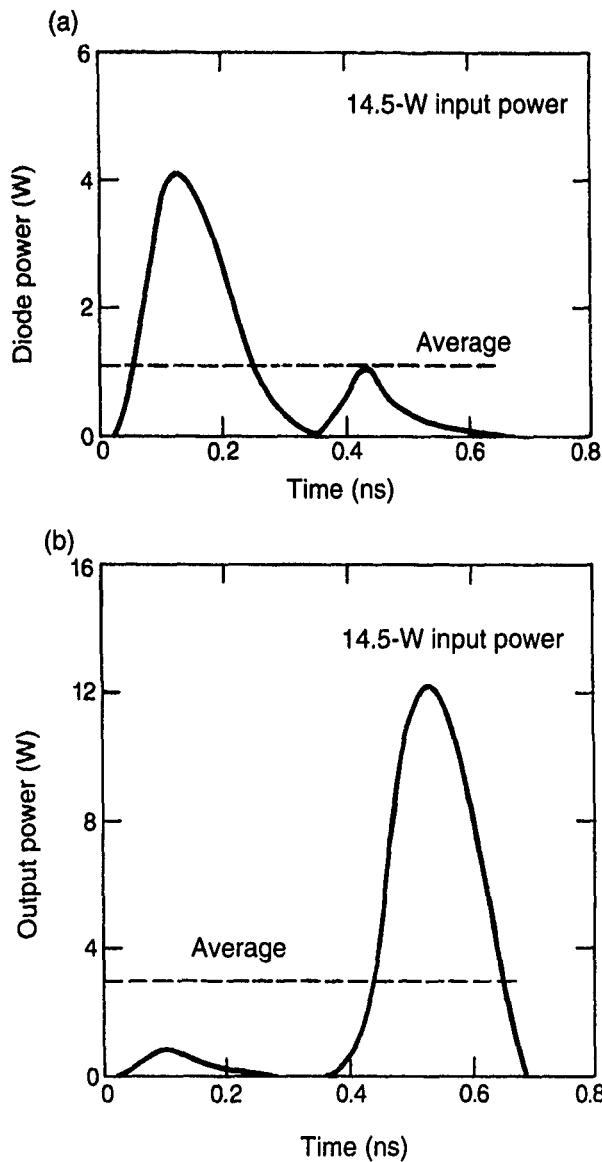 (a)
6
14.5-W input power
4
Diode power (W)
2
Average
0
0 0.2 0.4 0.6 0.8
Time (ns)
(b)
16
14.5-W input power
12
Output power (W)
8
4
Average
0
0 0.2 0.4 0.6 0.8
Time (ns)